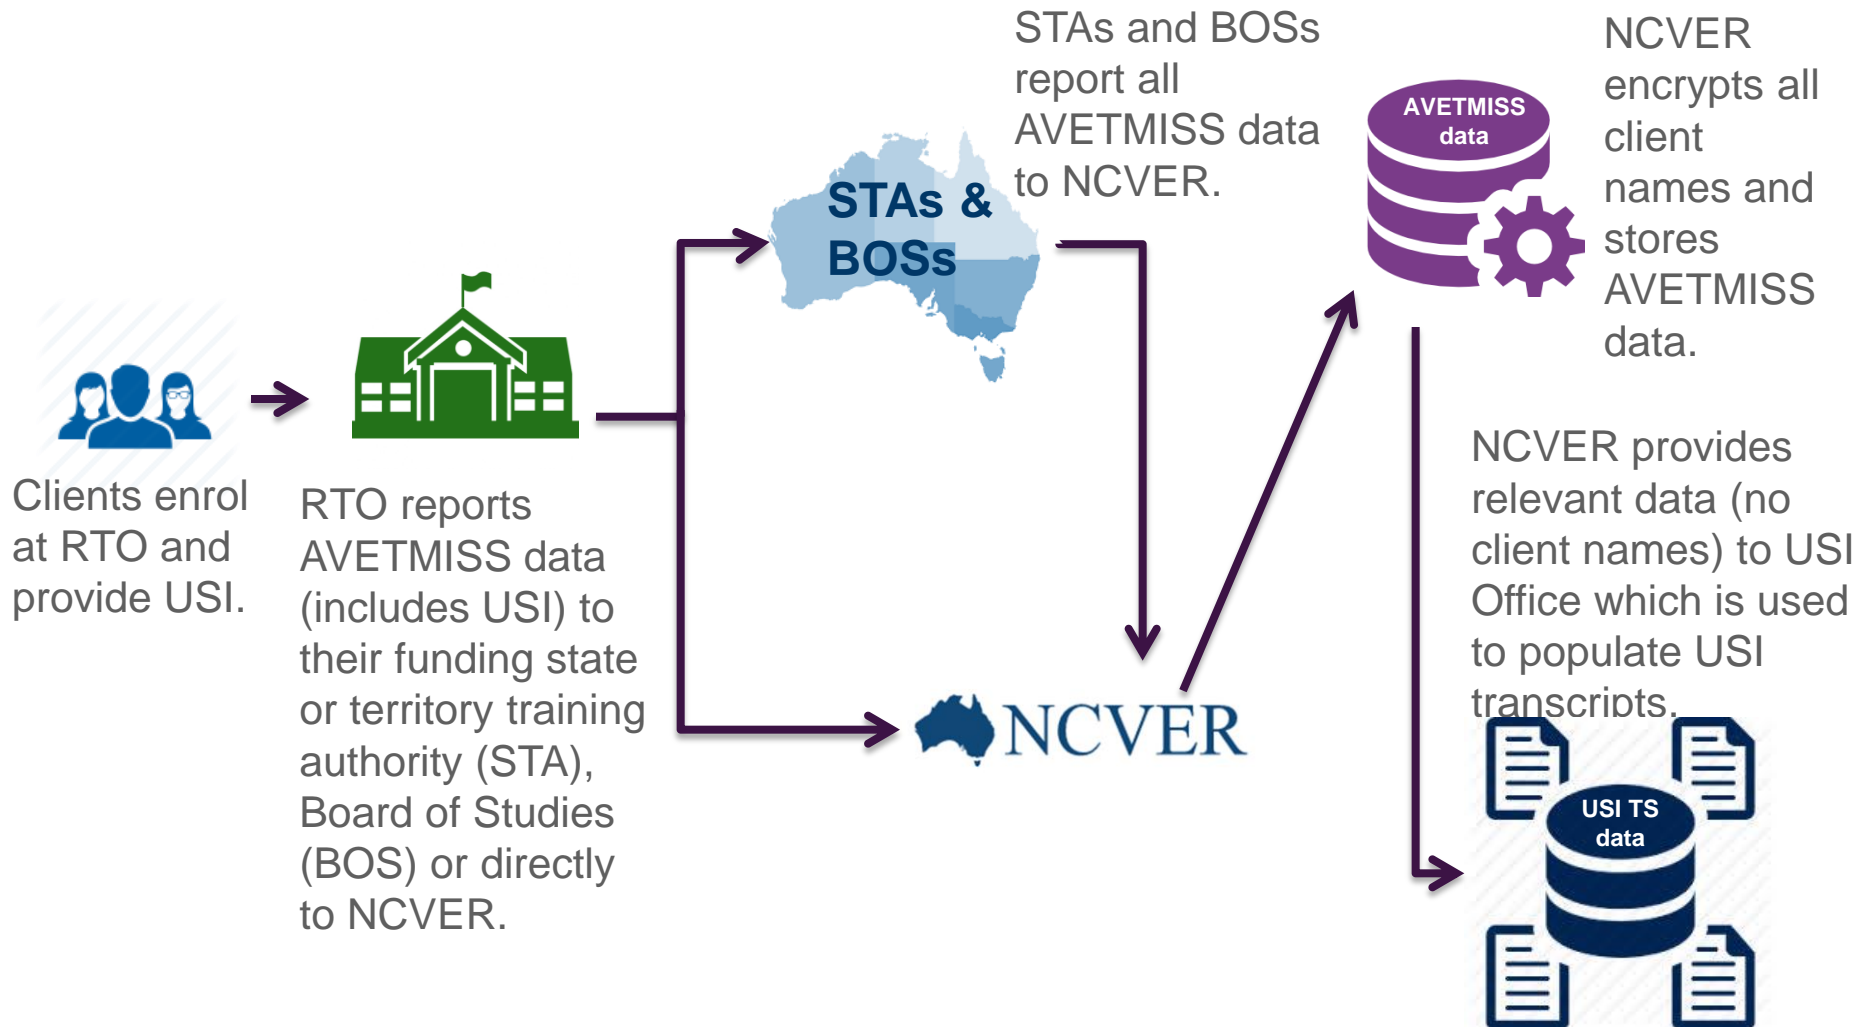 Clients enrol
at RTO and
provide USI.
RTO reports
AVETMISS data
(includes USI) to
their funding state
or territory training
authority (STA),
Board of Studies
(BOS) or directly
to NCVER.
STAs &
BOSs
STAs and BOSs
report all
AVETMISS data
to NCVER.
NCVER
AVETMISS
data
NCVER
encrypts all
client
names and
stores
AVETMISS
data.
NCVER provides
relevant data (no
client names) to USI
Office which is used
to populate USI
transcripts.
USI TS
data